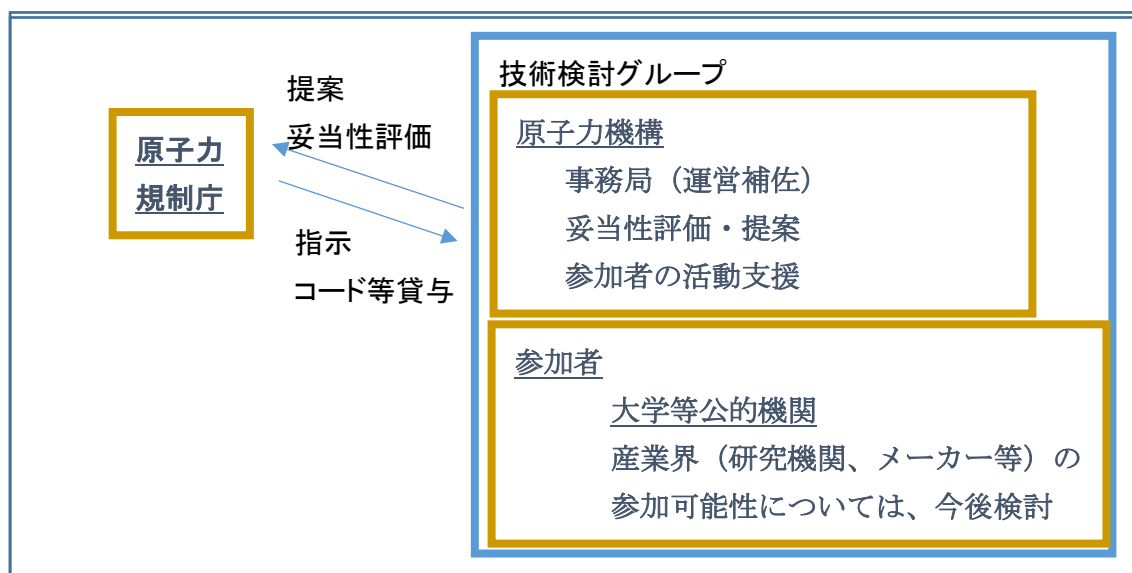 原子力
規制庁
提案
妥当性評価
指示
コード等貸与
技術検討グループ
原子力機構
事務局（運営補佐）
妥当性評価・提案
参加者の活動支援
参加者
大学等公的機関
産業界（研究機関、メーカー等）の
参加可能性については、今後検討